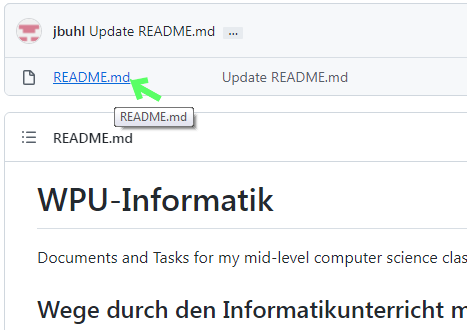 jbuhl Update README.md ...
README.md Update README.md
README.md
README.md
WPU-Informatik
Documents and Tasks for my mid-level computer science clas
Wege durch den Informatikunterricht m